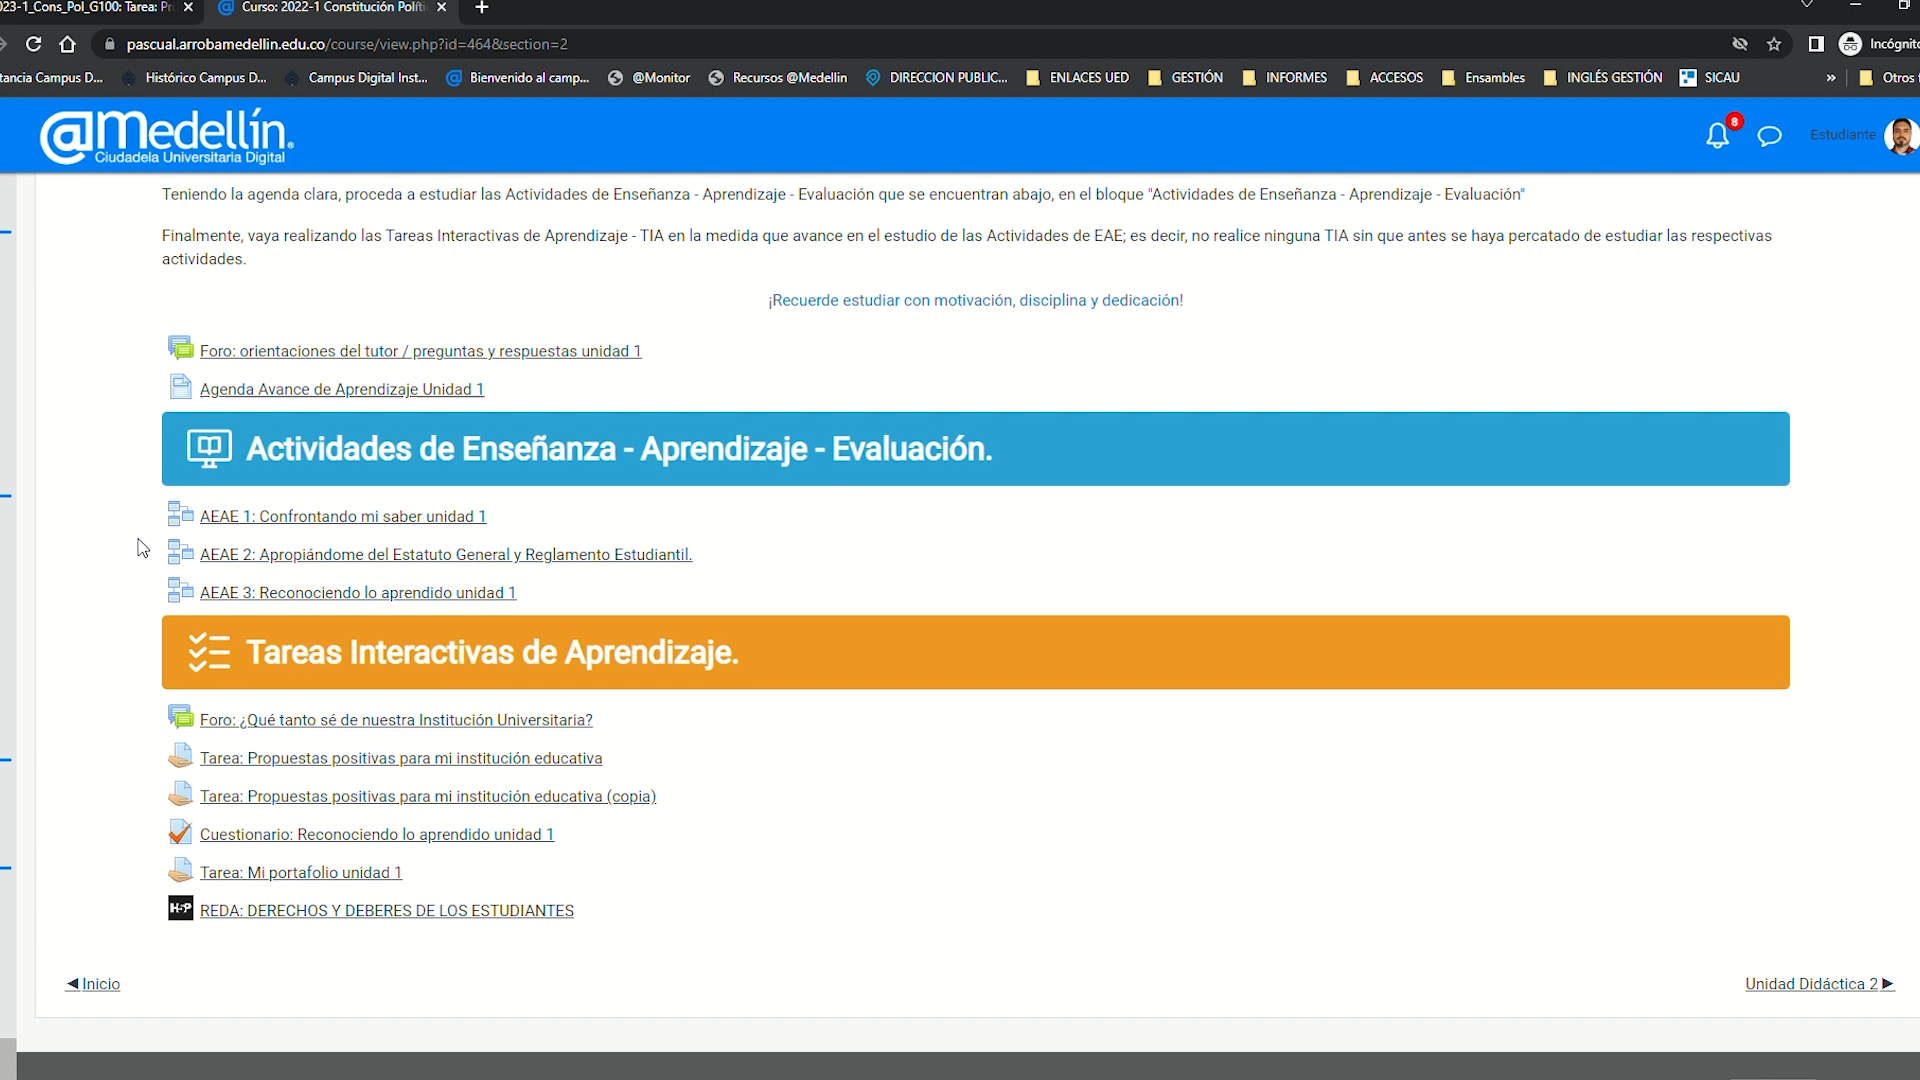 23-1_Cons_Pol_G100: Tarea: Pr
Curso: 2022-1 Constitución Políti
pascual.arrobamedellin.edu.co/course/view.php?id=464&section=2
Incógnito
tancia Campus D...
Histórico Campus D...
Campus Digital Inst...
Bienvenido al camp...
@Monitor
Recursos @Medellin
DIRECCION PUBLIC...
ENLACES UED
GESTIÓN
INFORMES
ACCESOS
Ensambles
INGLÉS GESTIÓN
SICAU
»
Otros
@Medellín.
Ciudadela Universitaria Digital
8
Estudiante
Teniendo la agenda clara, proceda a estudiar las Actividades de Enseñanza - Aprendizaje - Evaluación que se encuentran abajo, en el bloque "Actividades de Enseñanza - Aprendizaje - Evaluación"
Finalmente, vaya realizando las Tareas Interactivas de Aprendizaje - TIA en la medida que avance en el estudio de las Actividades de EAE; es decir, no realice ninguna TIA sin que antes se haya percatado de estudiar las respectivas
actividades.
¡Recuerde estudiar con motivación, disciplina y dedicación!
Foro: orientaciones del tutor / preguntas y respuestas unidad 1
Agenda Avance de Aprendizaje Unidad 1
Actividades de Enseñanza - Aprendizaje - Evaluación.
AEAE 1: Confrontando mi saber unidad 1
AEAE 2: Apropiándome del Estatuto General y Reglamento Estudiantil.
AEAE 3: Reconociendo lo aprendido unidad 1
Tareas Interactivas de Aprendizaje.
Foro: ¿Qué tanto sé de nuestra Institución Universitaria?
Tarea: Propuestas positivas para mi institución educativa
Tarea: Propuestas positivas para mi institución educativa (copia)
Cuestionario: Reconociendo lo aprendido unidad 1
Tarea: Mi portafolio unidad 1
H5P REDA: DERECHOS Y DEBERES DE LOS ESTUDIANTES
◀ Inicio
Unidad Didáctica 2 ▶